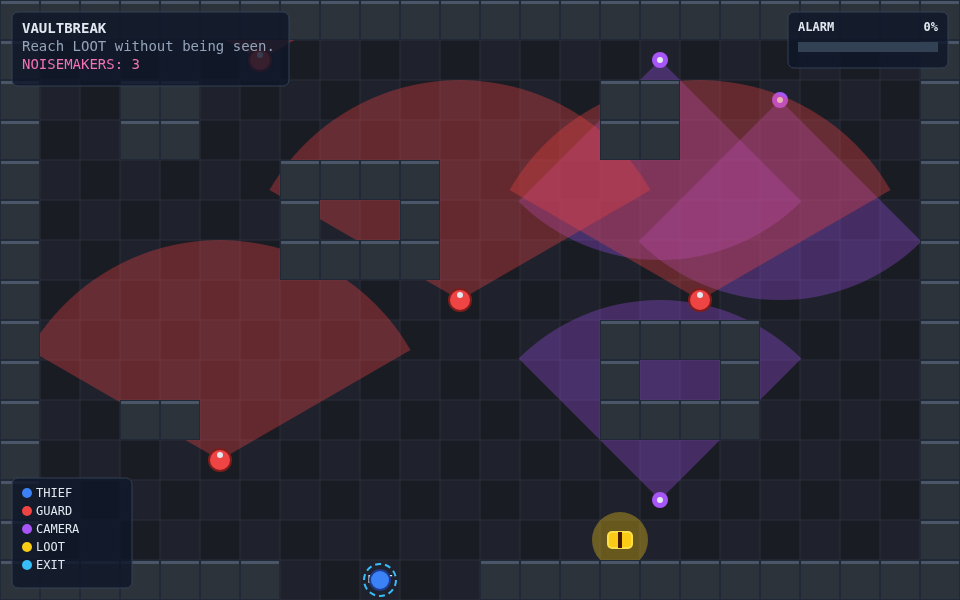 VAULTBREAK
Reach LOOT without being seen.
NOISEMAKERS: 3
ALARM 0%
THIEF
GUARD
CAMERA
LOOT
EXIT